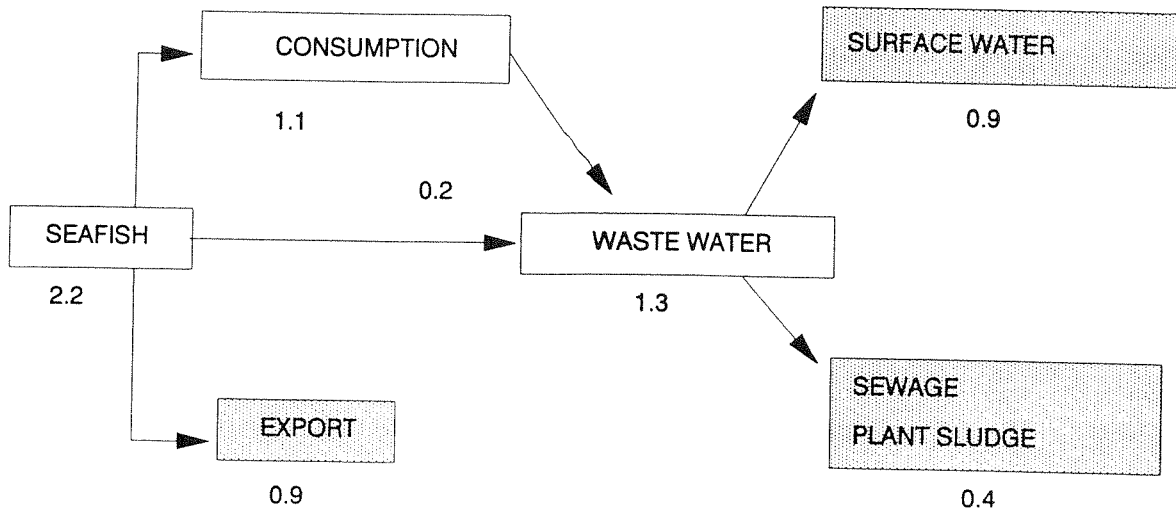 CONSUMPTION
SURFACE WATER
1.1
0.9
0.2
SEAFISH
WASTE WATER
2.2
1.3
SEWAGE
PLANT SLUDGE
EXPORT
0.9
0.4